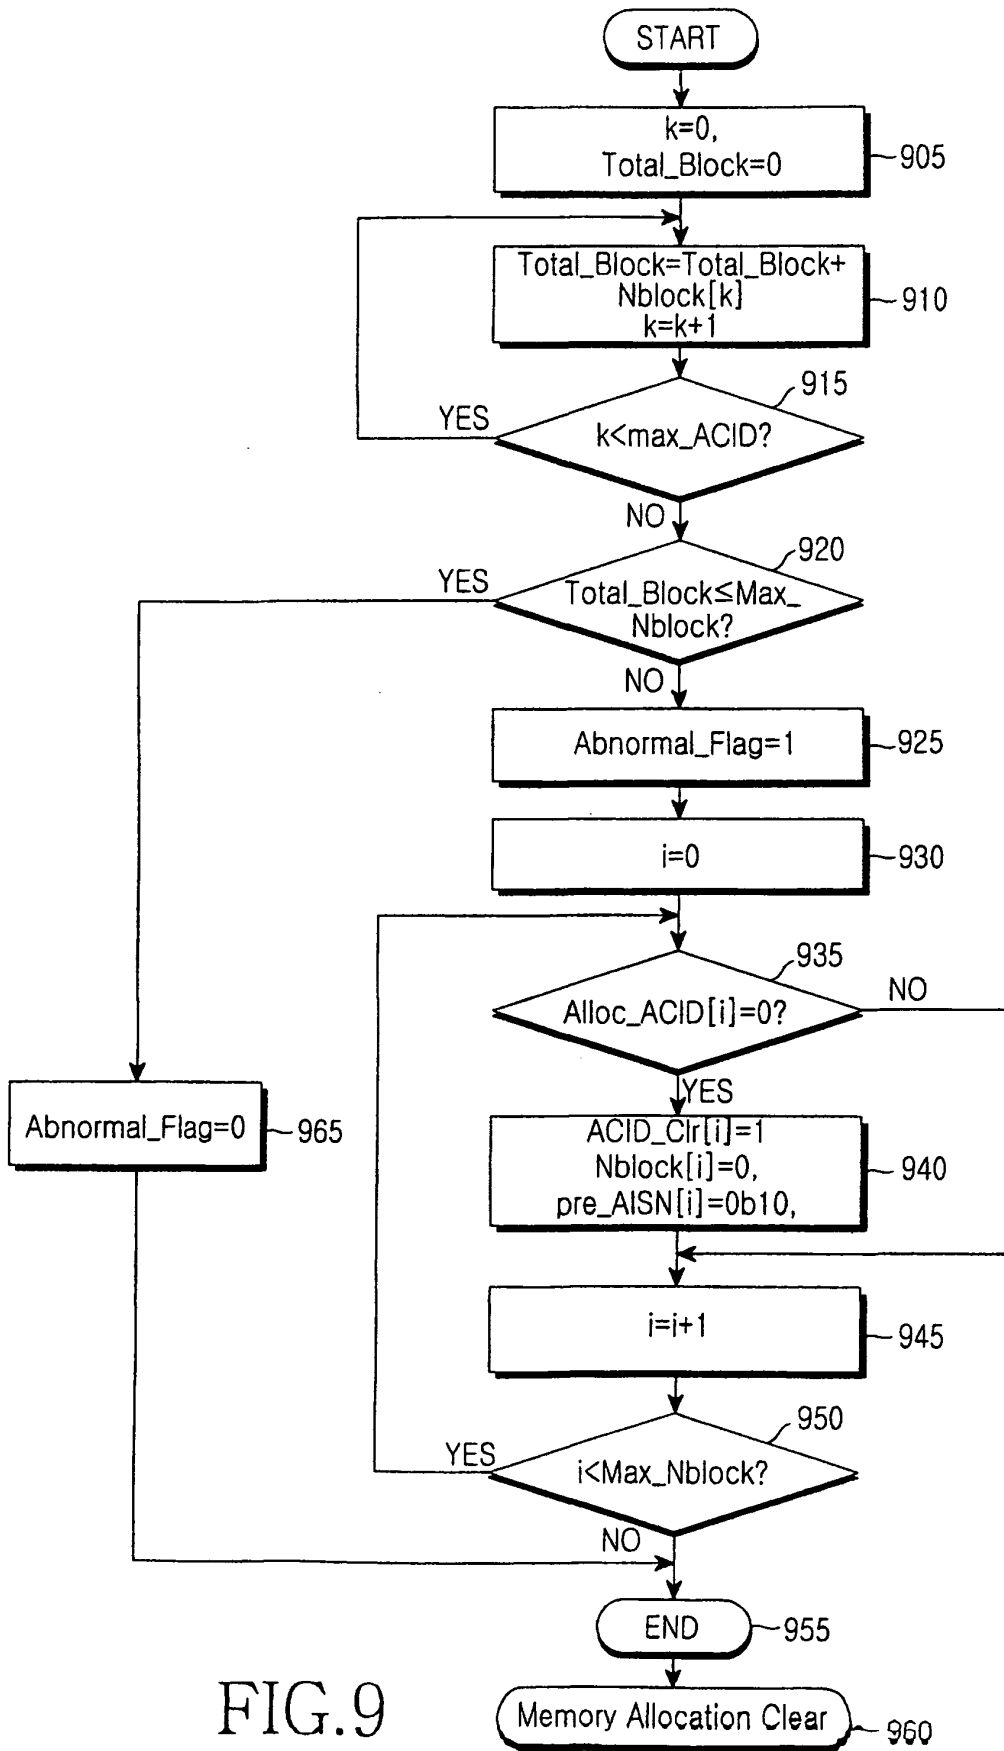 START
k=0,
Total_Block=0
905
Total_Block=Total_Block+
Nblock[k]
k=k+1
910
915
YES
k<max_ACID?
NO
920
YES
Total_Block≤Max_
Nblock?
NO
Abnormal_Flag=1
925
i=0
930
935
NO
Alloc_ACID[i]=0?
YES
Abnormal_Flag=0
965
ACID_Clr[i]=1
Nblock[i]=0,
pre_AISN[i]=0b10,
940
i=i+1
945
950
YES
i<Max_Nblock?
NO
END
955
Memory Allocation Clear
960
FIG.9